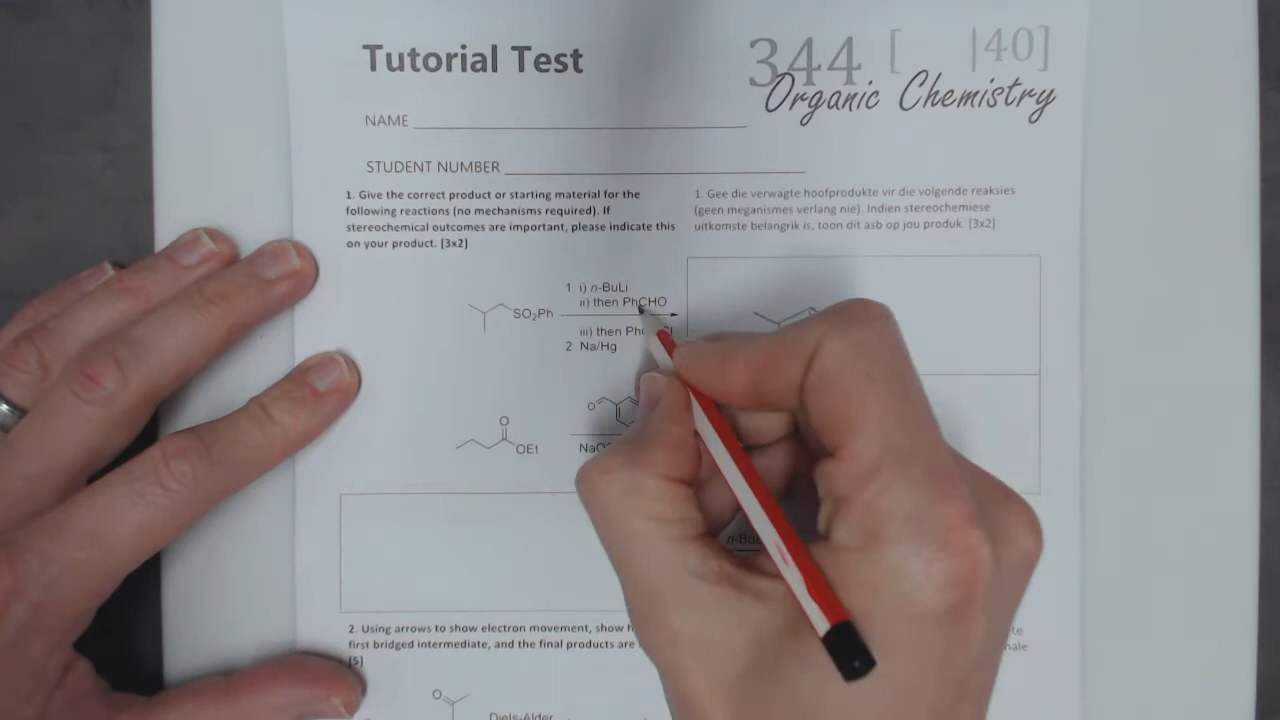 Tutorial Test
344 [ |40]
Organic Chemistry
NAME
STUDENT NUMBER
1. Give the correct product or starting material for the
following reactions (no mechanisms required). If
stereochemical outcomes are important, please indicate this
on your product. [3x2]
1. Gee die verwagte hoofprodukte vir die volgende reaksies
(geen meganismes verlang nie). Indien stereochemiese
uitkomste belangrik is, toon dit asb op jou produk. [3x2]
1 i) n-BuLi
ii) then PhCHO
SO2Ph
iii) then
2 Na/Hg
O
O
OEt
2. Using arrows to show electron movement, show
first bridged intermediate, and the final products are
[5]
O
Diels-Alder